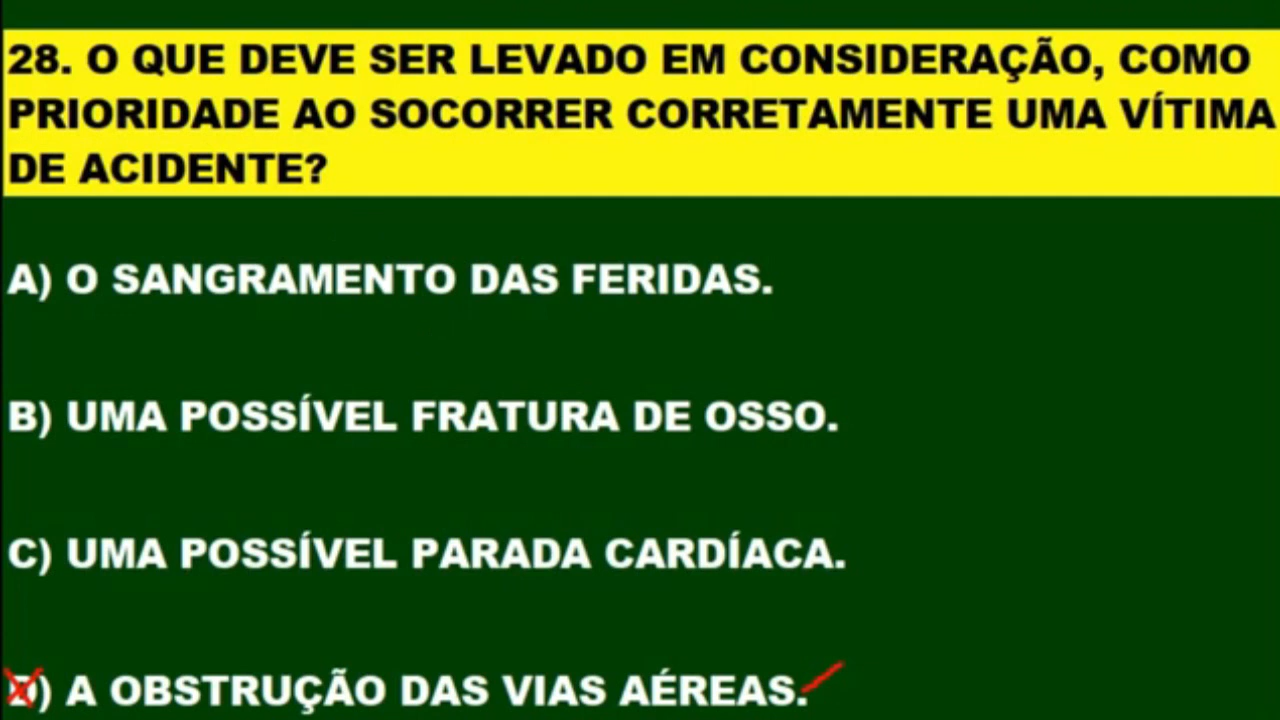 28. O QUE DEVE SER LEVADO EM CONSIDERAÇÃO, COMO
PRIORIDADE AO SOCORRER CORRETAMENTE UMA VÍTIMA
DE ACIDENTE?
A) O SANGRAMENTO DAS FERIDAS.
B) UMA POSSÍVEL FRATURA DE OSSO.
C) UMA POSSÍVEL PARADA CARDÍACA.
D) A OBSTRUÇÃO DAS VIAS AÉREAS.